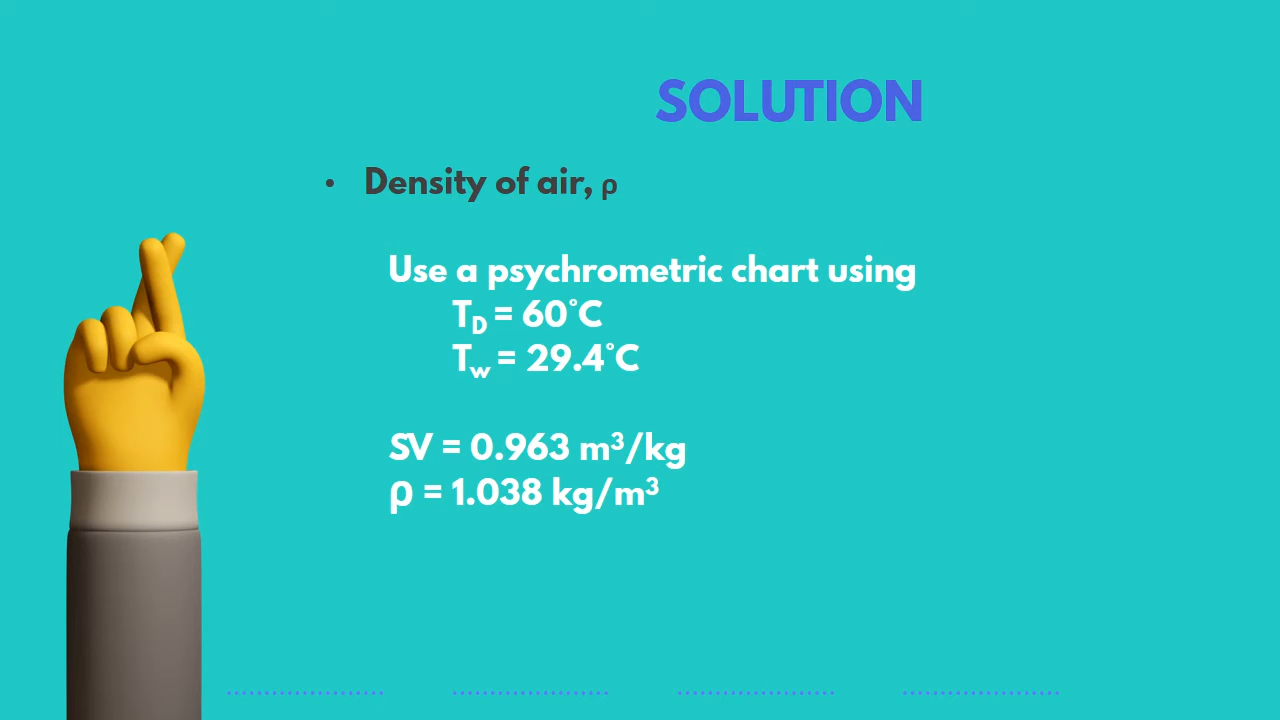 SOLUTION
• Density of air, ρ
Use a psychrometric chart using
T_D = 60°C
T_w = 29.4°C
SV = 0.963 m³/kg
ρ = 1.038 kg/m³